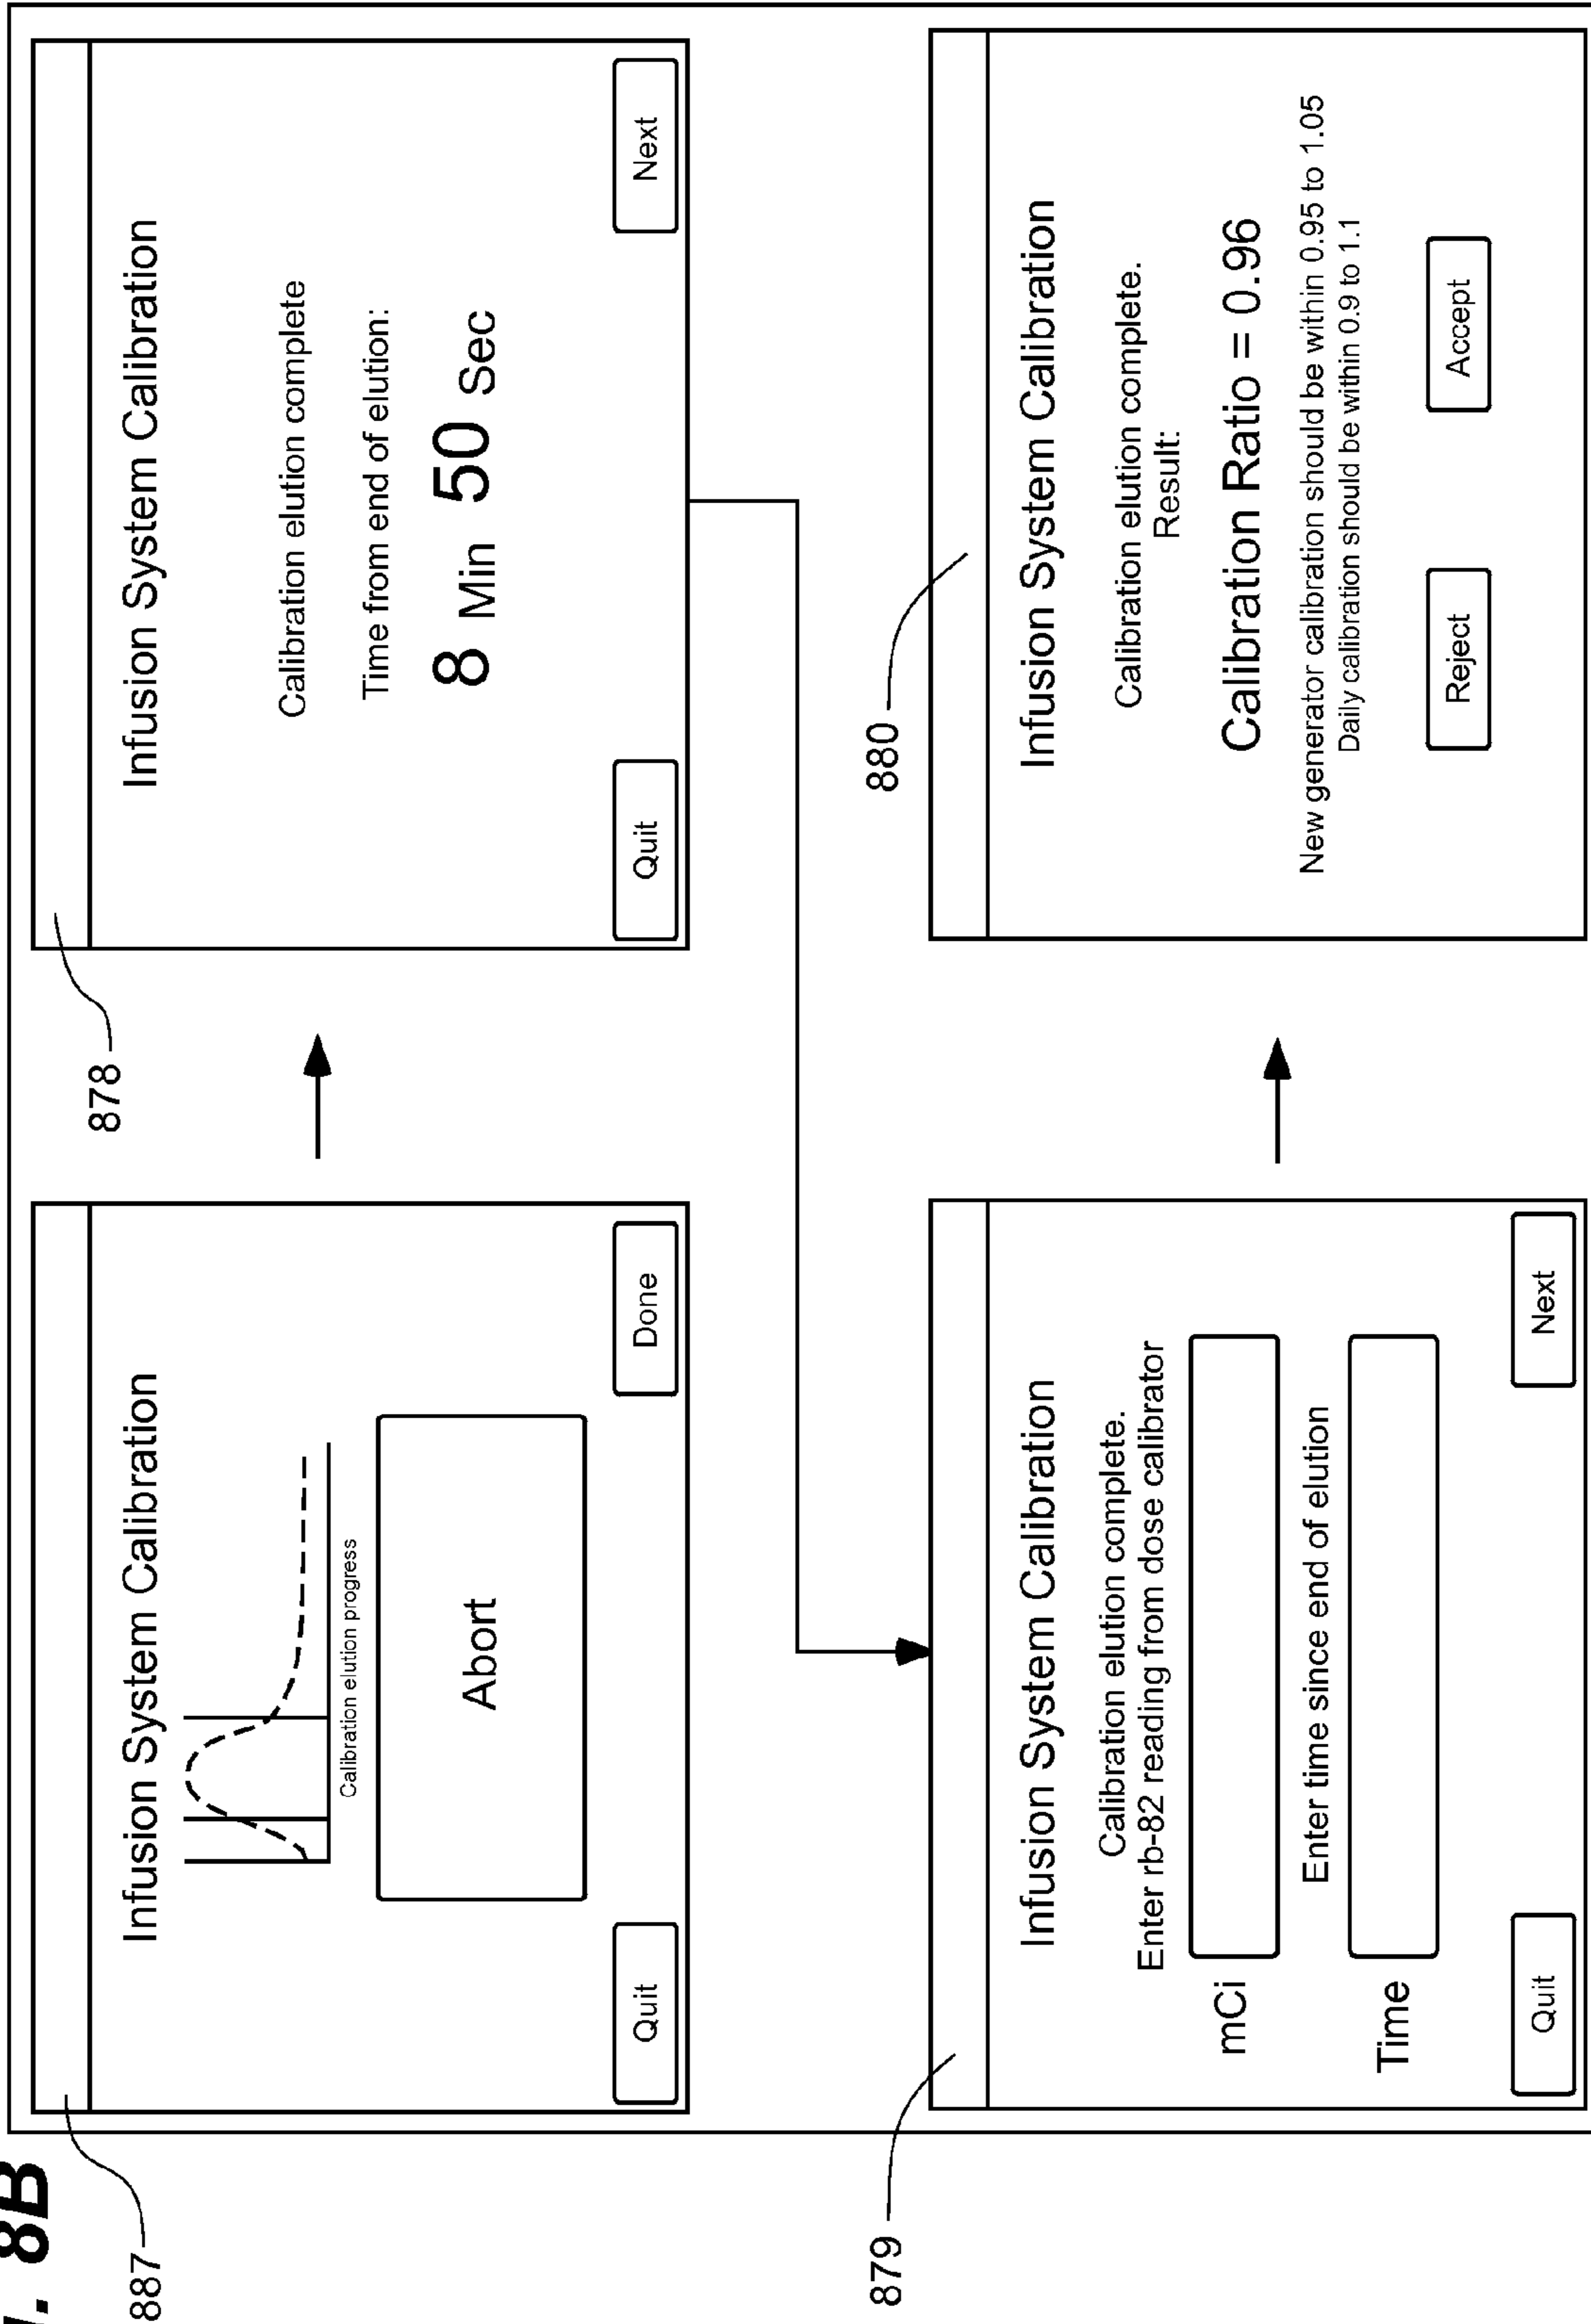 8B
887
Infusion System Calibration
Calibration elution progress
Abort
Quit
Done
878
Infusion System Calibration
Calibration elution complete
Time from end of elution:
8 Min 50 Sec
Quit
Next
879
Infusion System Calibration
Calibration elution complete.
Enter rb-82 reading from dose calibrator
mCi
Enter time since end of elution
Time
Quit
Next
880
Infusion System Calibration
Calibration elution complete.
Result:
Calibration Ratio = 0.96
New generator calibration should be within 0.95 to 1.05
Daily calibration should be within 0.9 to 1.1
Reject
Accept